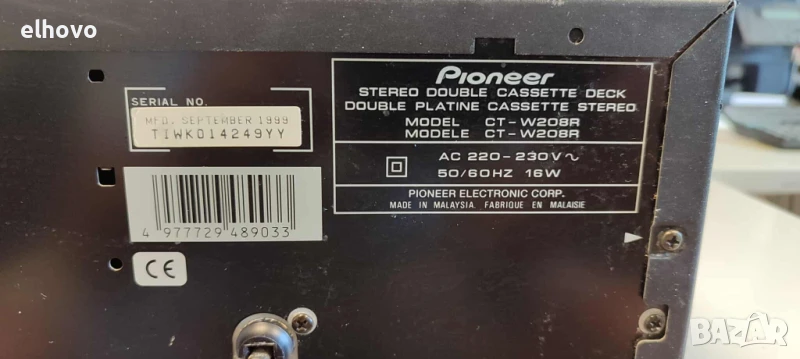 elhovo
Pioneer
STEREO DOUBLE CASSETTE DECK
DOUBLE PLATINE CASSETTE STEREO
MODEL CT-W208R
MODELE CT-W208R
AC 220-230V~
50/60HZ 16W
PIONEER ELECTRONIC CORP.
MADE IN MALAYSIA. FABRIQUE EN MALAISIE
SERIAL NO.
MFD. SEPTEMBER 1999
TIWK014249YY
4 977729 489033
CE
BAZAR